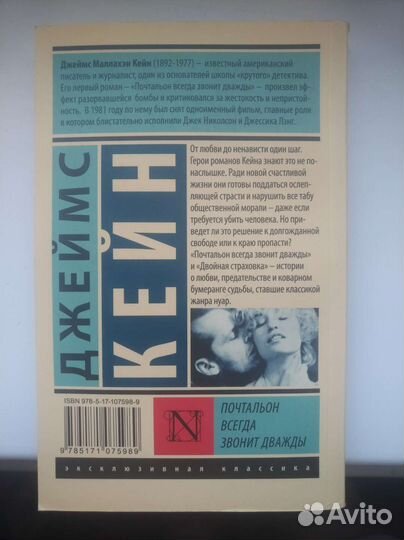 Джеймс Маллахэн Кейн (1892-1977) – известный американский
писатель и журналист, один из основателей школы «крутого» детектива.
Его первый роман – «Почтальон всегда звонит дважды» – произвел эф-
фект разорвавшейся бомбы и критиковался за жестокость и непристой-
ность. В 1981 году по нему был снят одноименный фильм, главные роли
в котором блистательно исполнили Джек Николсон и Джессика Лэнг.
ДЖЕЙМС
КЕЙН
От любви до ненависти один шаг.
Герои романов Кейна знают это не по-
наслышке. Ради новой счастливой
жизни они готовы поддаться ослеп-
ляющей страсти и нарушить все табу
общественной морали – даже если
требуется убить человека. Но приве-
дет ли это решение к долгожданной
свободе или к краю пропасти?
«Почтальон всегда звонит дважды»
и «Двойная страховка» – истории
о любви, предательстве и коварном
бумеранге судьбы, ставшие классикой
жанра нуар.
ISBN 978-5-17-107598-9
9 785171 075989
N
ПОЧТАЛЬОН
ВСЕГДА
ЗВОНИТ ДВАЖДЫ
эксклюзивная классика
Avito